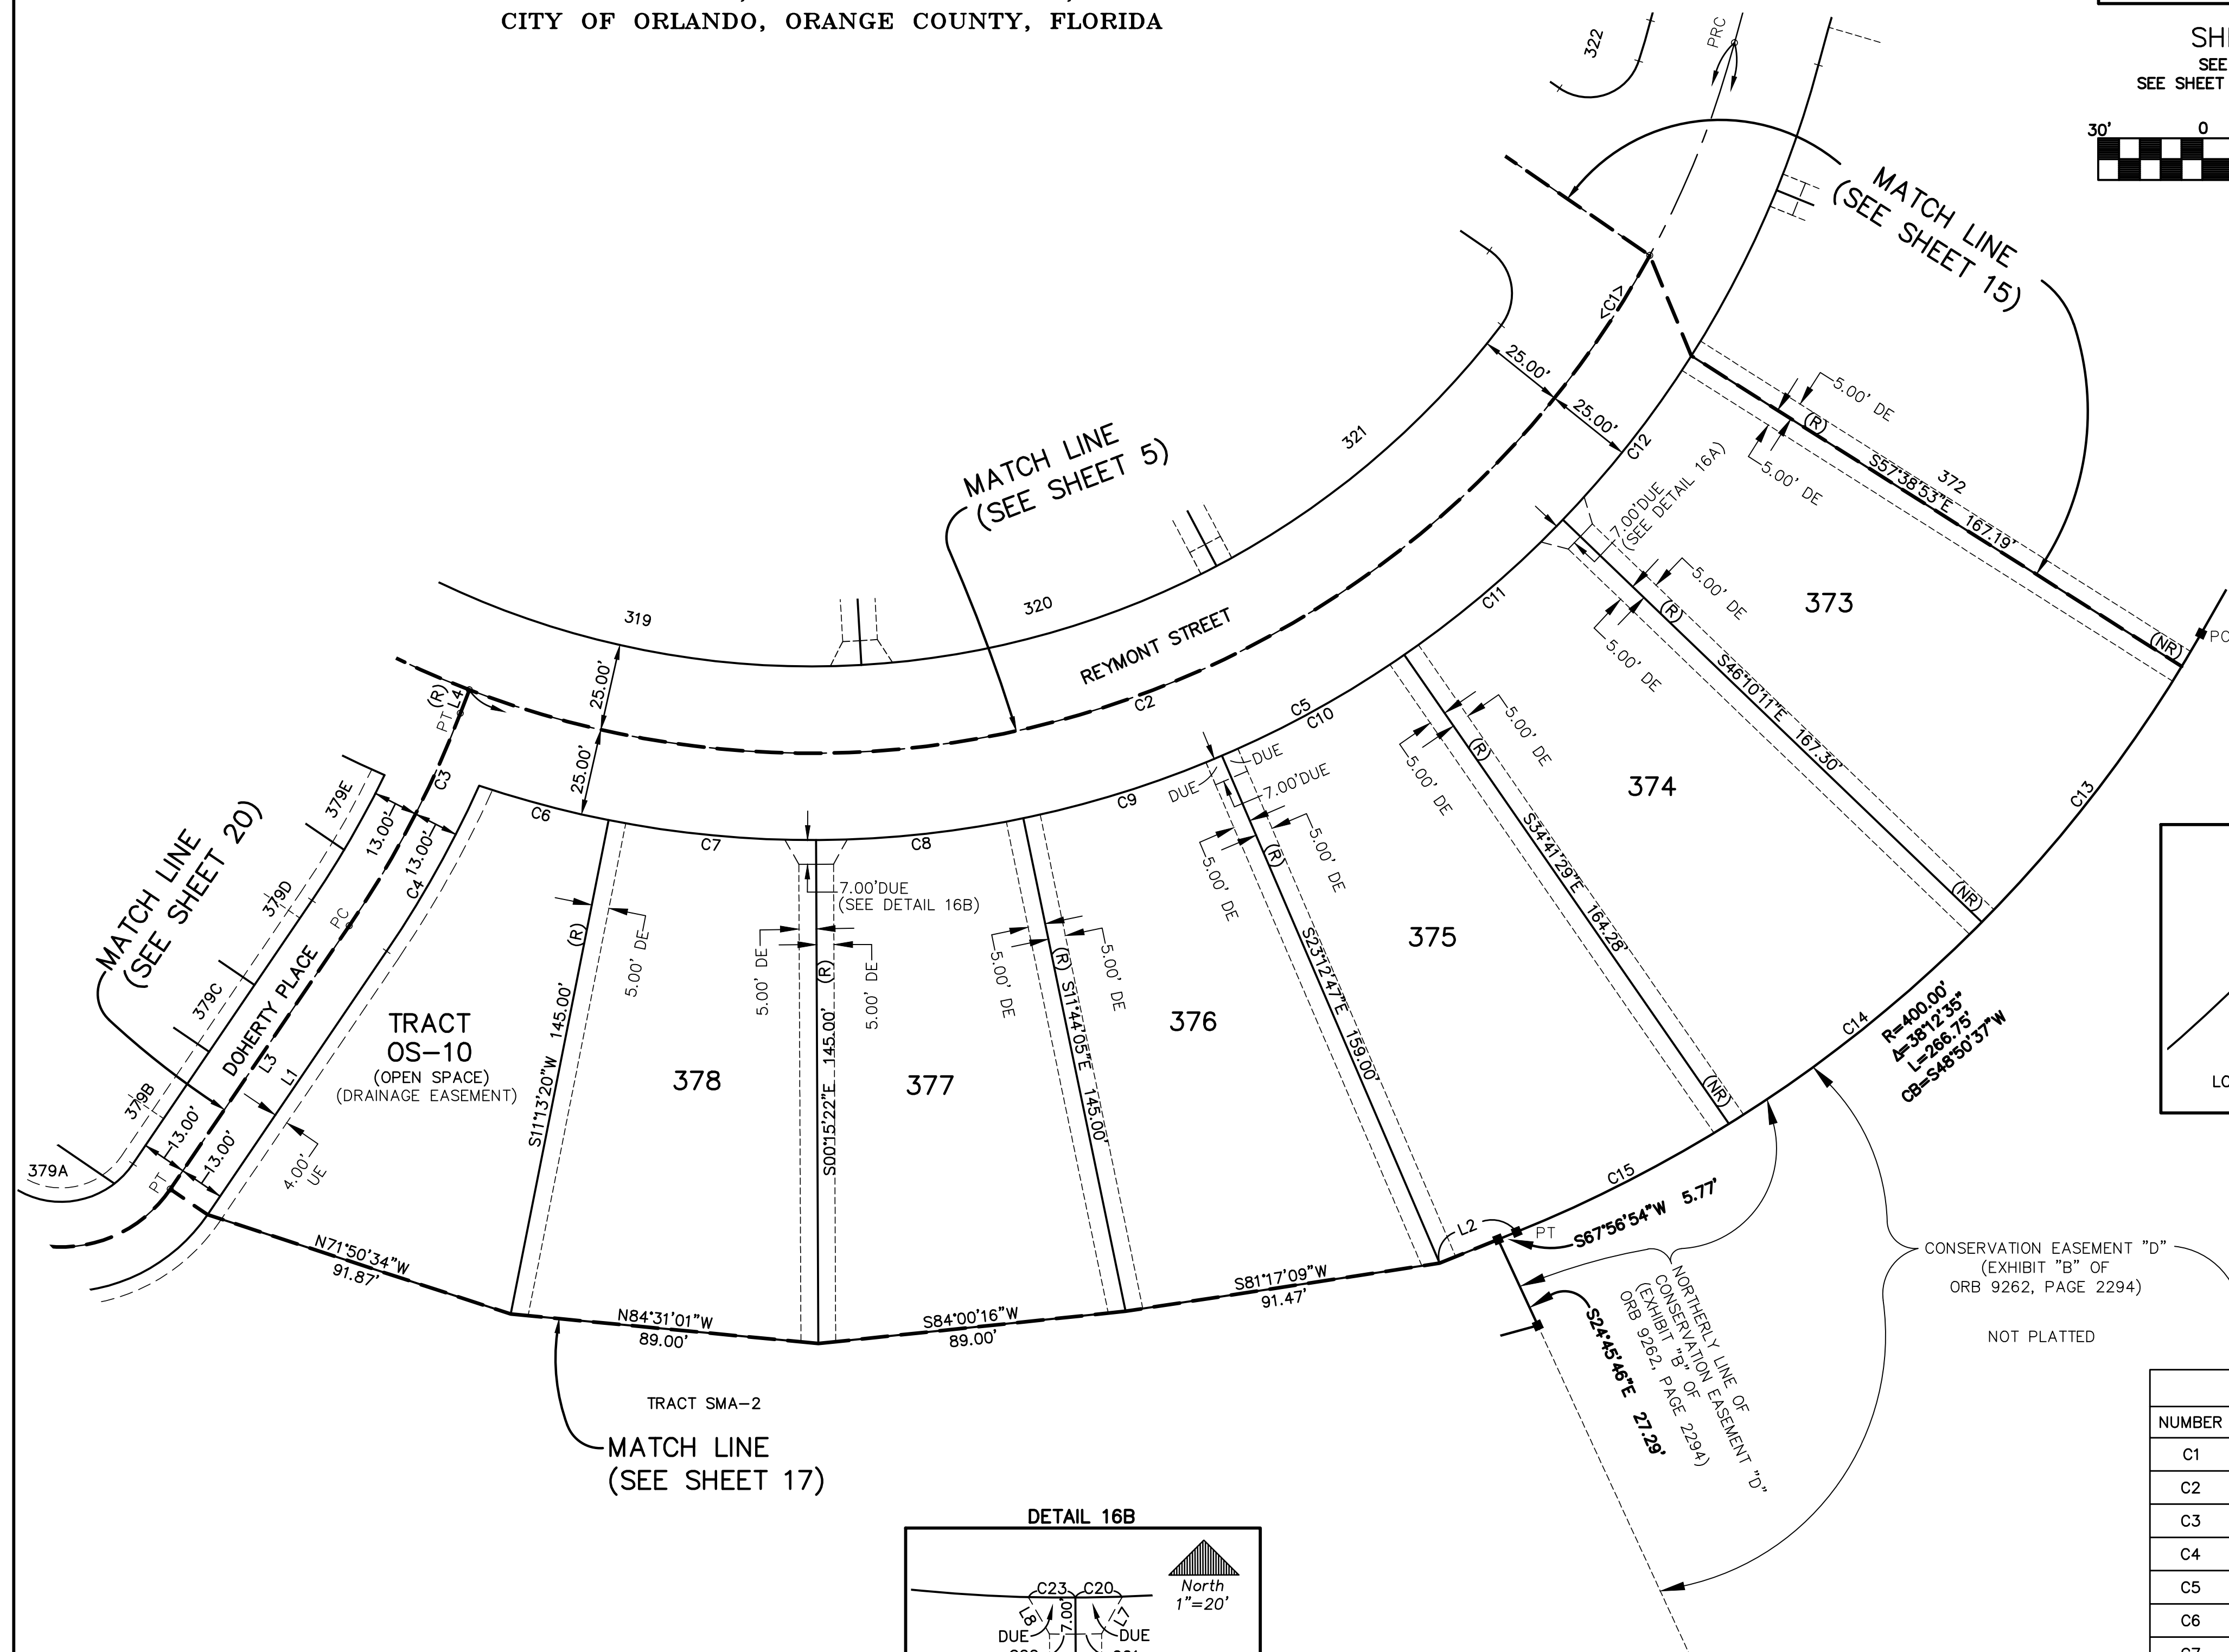 CITY OF ORLANDO, ORANGE COUNTY, FLORIDA
SEE
SEE SHEET
30'
0
322
PRC
MATCH LINE
(SEE SHEET 15)
<C1>
25.00'
25.00'
C12
321
5.00' DE
(R)
5.00' DE
372
S57°38'53"E 167.19'
(NR)
7.00'DUE
(SEE DETAIL 16A)
MATCH LINE
(SEE SHEET 5)
C11
5.00' DE
(R)
5.00' DE
373
S46°10'11"E 167.30'
(NR)
319
320
REYMONT STREET
25.00'
25.00'
C2
C5
C10
(R)
L4
PT
C3
C6
C7
C8
C9
DUE
DUE
7.00'DUE
5.00' DE
(R)
5.00' DE
374
S34°41'29"E 164.28'
(NR)
C13
379E
13.00'
13.00'
C4
MATCH LINE
(SEE SHEET 20)
379D
PC
379C
DOHERTY PLACE
L3
L1
379B
13.00'
13.00'
PT
379A
4.00'
UE
TRACT
OS-10
(OPEN SPACE)
(DRAINAGE EASEMENT)
(R)
5.00' DE
S11°13'20"W 145.00'
378
7.00'DUE
(SEE DETAIL 16B)
5.00' DE
(R)
5.00' DE
S00°15'22"E 145.00'
377
5.00' DE
(R)
5.00' DE
S11°44'05"E 145.00'
376
5.00' DE
(R)
5.00' DE
S23°12'47"E 159.00'
375
C14
R=400.00'
Δ=38°12'35"
L=266.75'
CB=S48°50'37"W
C15
L2
PT
S67°56'54"W 5.77'
N71°50'34"W
91.87'
N84°31'01"W
89.00'
S84°00'16"W
89.00'
S81°17'09"W
91.47'
S24°45'46"E 27.29'
NORTHERLY LINE OF
CONSERVATION EASEMENT "D"
(EXHIBIT "B" OF
ORB 9262, PAGE 2294)
CONSERVATION EASEMENT "D"
(EXHIBIT "B" OF
ORB 9262, PAGE 2294)
NOT PLATTED
TRACT SMA-2
MATCH LINE
(SEE SHEET 17)
DETAIL 16B
North
1"=20'
C23
C20
L8
7.00'
L7
DUE
DUE
NUMBER
C1
C2
C3
C4
C5
C6